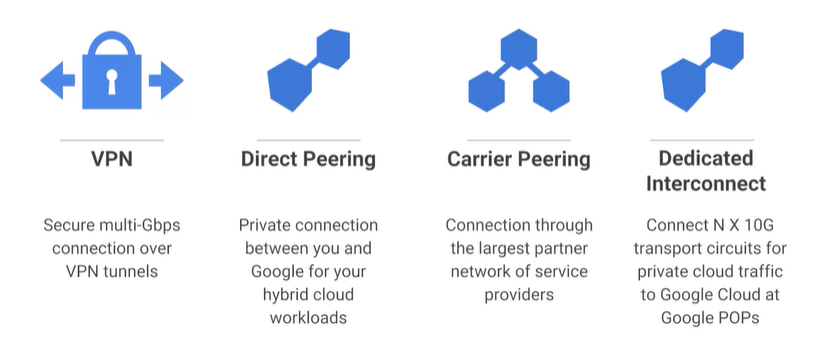 VPN
Secure multi-Gbps
connection over
VPN tunnels
Direct Peering
Private connection
between you and
Google for your
hybrid cloud
workloads
Carrier Peering
Connection through
the largest partner
network of service
providers
Dedicated
Interconnect
Connect N X 10G
transport circuits for
private cloud traffic
to Google Cloud at
Google POPs